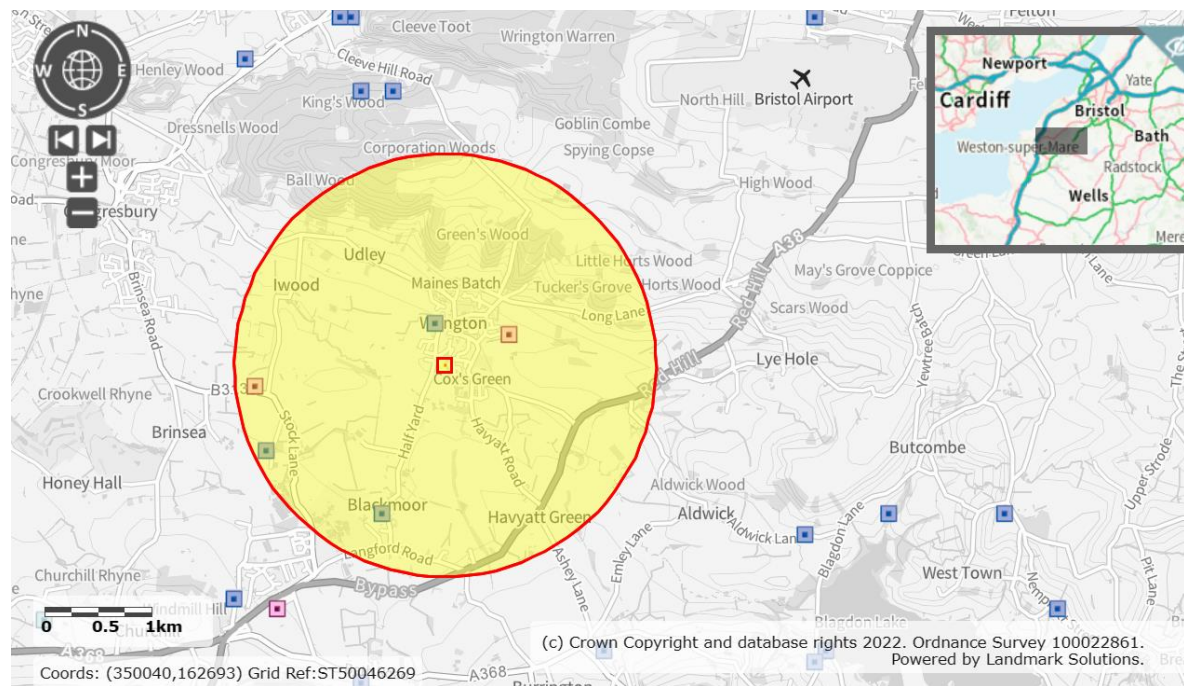 Cleeve Toot
Wrington Warren
Felton
N
W
E
S
Henley Wood
Cleeve Hill Road
King's Wood
North Hill
Bristol Airport
Dressnells Wood
Goblin Combe
Congresbury Moor
Corporation Woods
Spying Copse
Ball Wood
High Wood
Congresbury
Green's Wood
Udley
Little Horts Wood
Red Hill A38
May's Grove Coppice
Iwood
Maines Batch
Tucker's Grove
Horts Wood
Brinsea Road
Long Lane
Scars Wood
Wrington
Yewtree Batch
Lye Hole
Cox's Green
Red Hill
Crookwell Rhyne
Brinsea
Stock Lane
Half Yard
Havyatt Road
Butcombe
Honey Hall
Aldwick Wood
Upper Strode
Blackmoor
Havyatt Green
Aldwick
Aldwick Lane
Blagdon Lane
Langford Road
Ashey Lane
Emley Lane
West Town
Pit Lane
Churchill Rhyne
Bypass
Windmill Hill
Churchill
Blagdon Lake
0 0.5 1km
A368
A368
Burrington
Coords: (350040,162693) Grid Ref:ST50046269
(c) Crown Copyright and database rights 2022. Ordnance Survey 100022861.
Powered by Landmark Solutions.
Newport
Yate
Cardiff
Bristol
Bath
Weston-super-Mare
Radstock
Wells